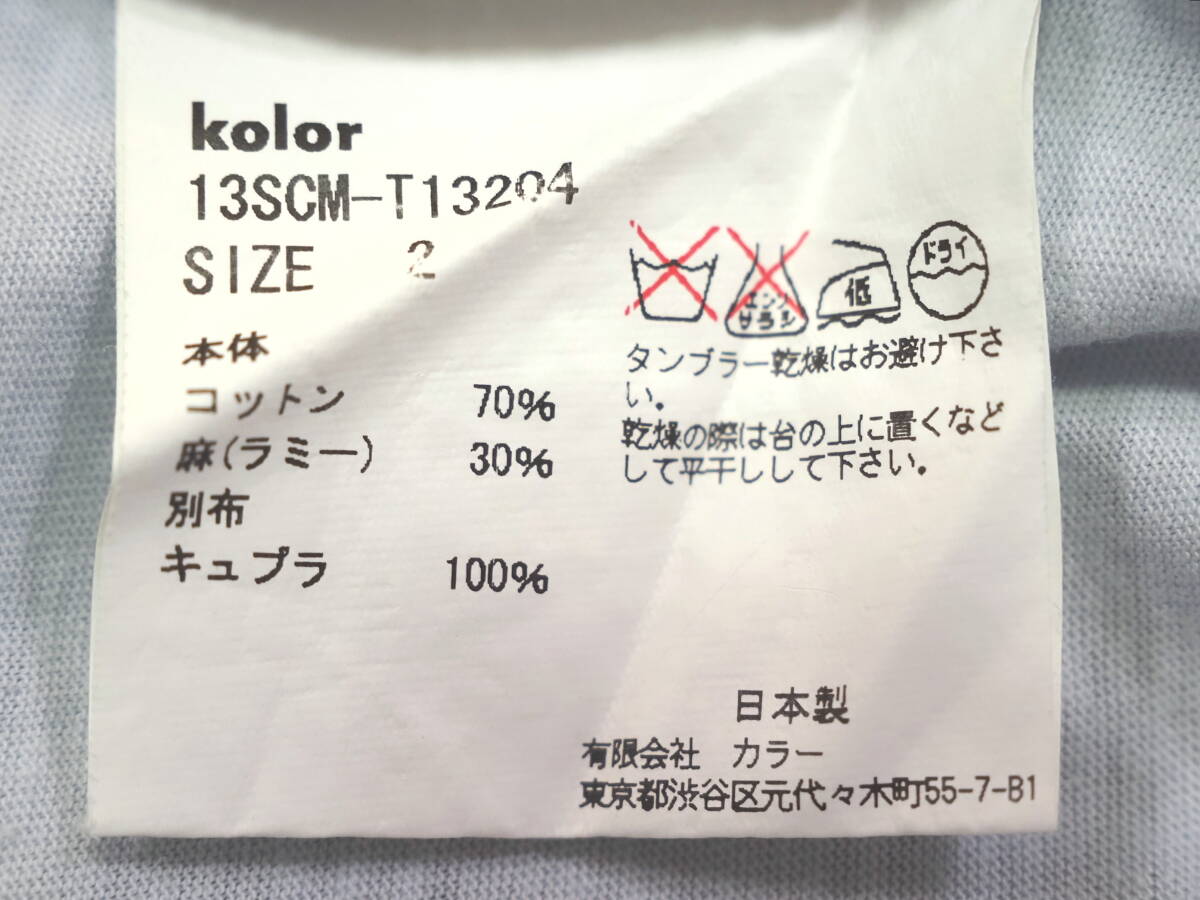 kolor
13SCM-T13204
SIZE 2
本体
コットン 70%
麻(ラミー) 30%
別布
キュプラ 100%
エンソ
サラシ
低
ドライ
タンブラー乾燥はお避け下さ
い。
乾燥の際は台の上に置くなど
して平干しして下さい。
日本製
有限会社 カラー
東京都渋谷区元代々木町55-7-B1